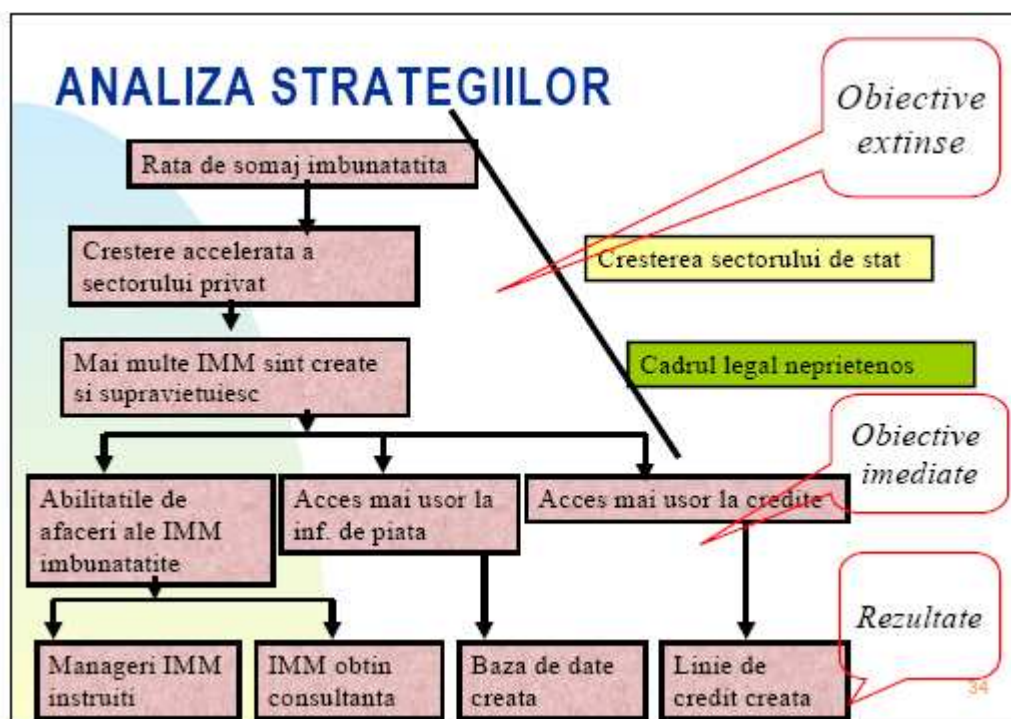 ANALIZA STRATEGIILOR
Obiective
extinse
Rata de somaj imbunatatita
Crestere accelerata a
sectorului privat
Cresterea sectorului de stat
Mai multe IMM sint create
si supravietuiesc
Cadrul legal neprietenos
Obiective
imediate
Abilitatile de
afaceri ale IMM
imbunatatite
Acces mai usor la
inf. de piata
Acces mai usor la credite
Rezultate
Manageri IMM
instruiti
IMM obtin
consultanta
Baza de date
creata
Linie de
credit creata
34